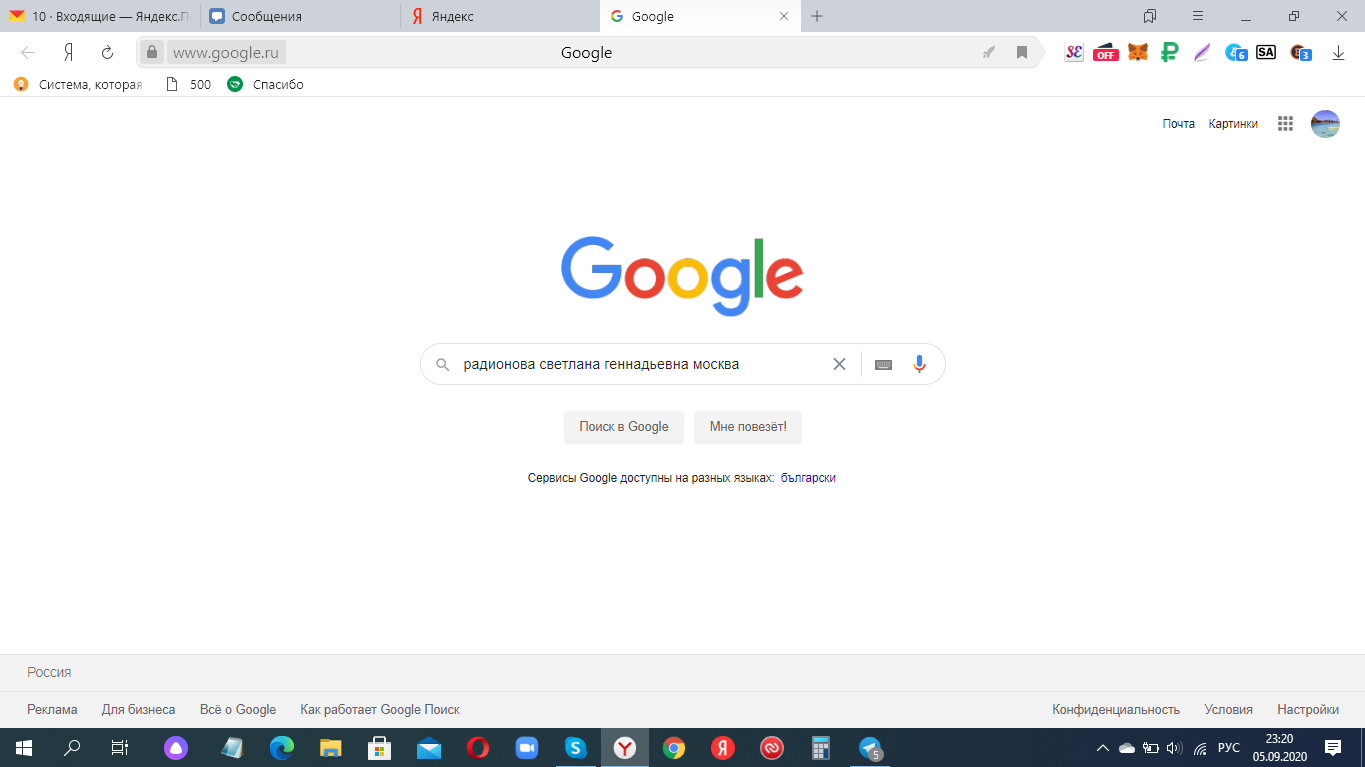 10 · Входящие — Яндекс.П
Сообщения
Яндекс
Google
www.google.ru
Google
OFF
6
SA
3
Система, которая
500
Спасибо
Почта
Картинки
Google
радионова светлана геннадьевна москва
Поиск в Google
Мне повезёт!
Сервисы Google доступны на разных языках: български
Россия
Реклама
Для бизнеса
Всё о Google
Как работает Google Поиск
Конфиденциальность
Условия
Настройки
5
РУС
23:20
05.09.2020